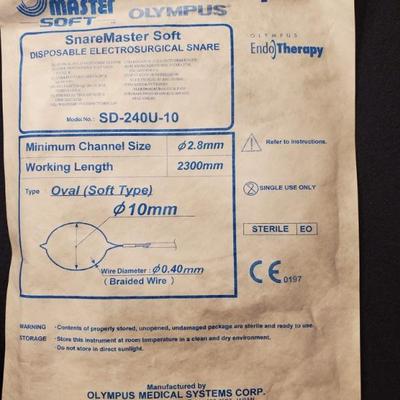 MASTER
SOFT OLYMPUS
SnareMaster Soft
DISPOSABLE ELECTROSURGICAL SNARE
Model No.: SD-240U-10
OLYMPUS
EndoTherapy
Minimum Channel Size φ2.8mm
Working Length 2300mm
Type Oval (Soft Type)
φ10mm
Wire Diameter: φ0.40mm
(Braided Wire)
Refer to instructions.
SINGLE USE ONLY
STERILE EO
CE 0197
WARNING ・Contents of properly stored, unopened, undamaged package are sterile and ready to use.
STORAGE ・Store this instrument at room temperature in a clean and dry environment.
・Do not store in direct sunlight.
Manufactured by
OLYMPUS MEDICAL SYSTEMS CORP.